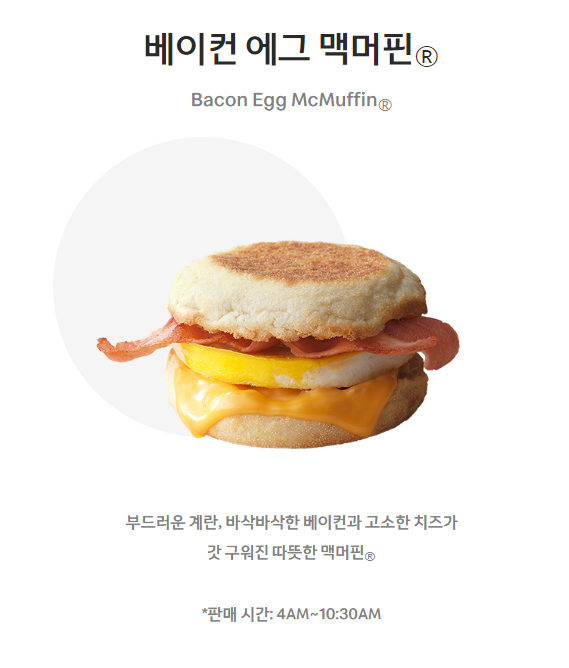 베이컨 에그 맥머핀®
Bacon Egg McMuffin®
부드러운 계란, 바삭바삭한 베이컨과 고소한 치즈가
갓 구워진 따뜻한 맥머핀®
*판매 시간: 4AM~10:30AM